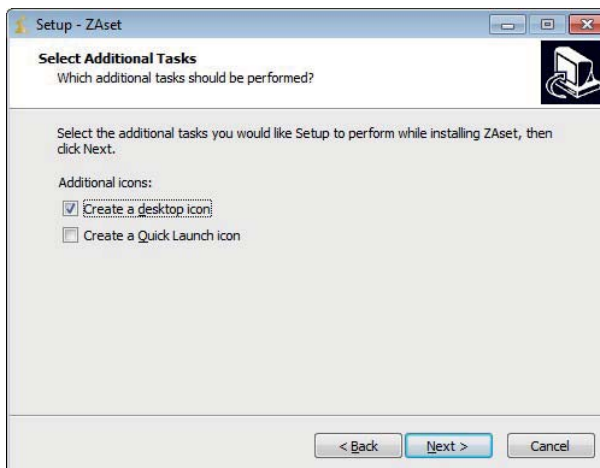 Setup - ZAset
Select Additional Tasks
Which additional tasks should be performed?
Select the additional tasks you would like Setup to perform while installing ZAset, then
click Next.
Additional icons:
Create a desktop icon
Create a Quick Launch icon
< Back
Next >
Cancel